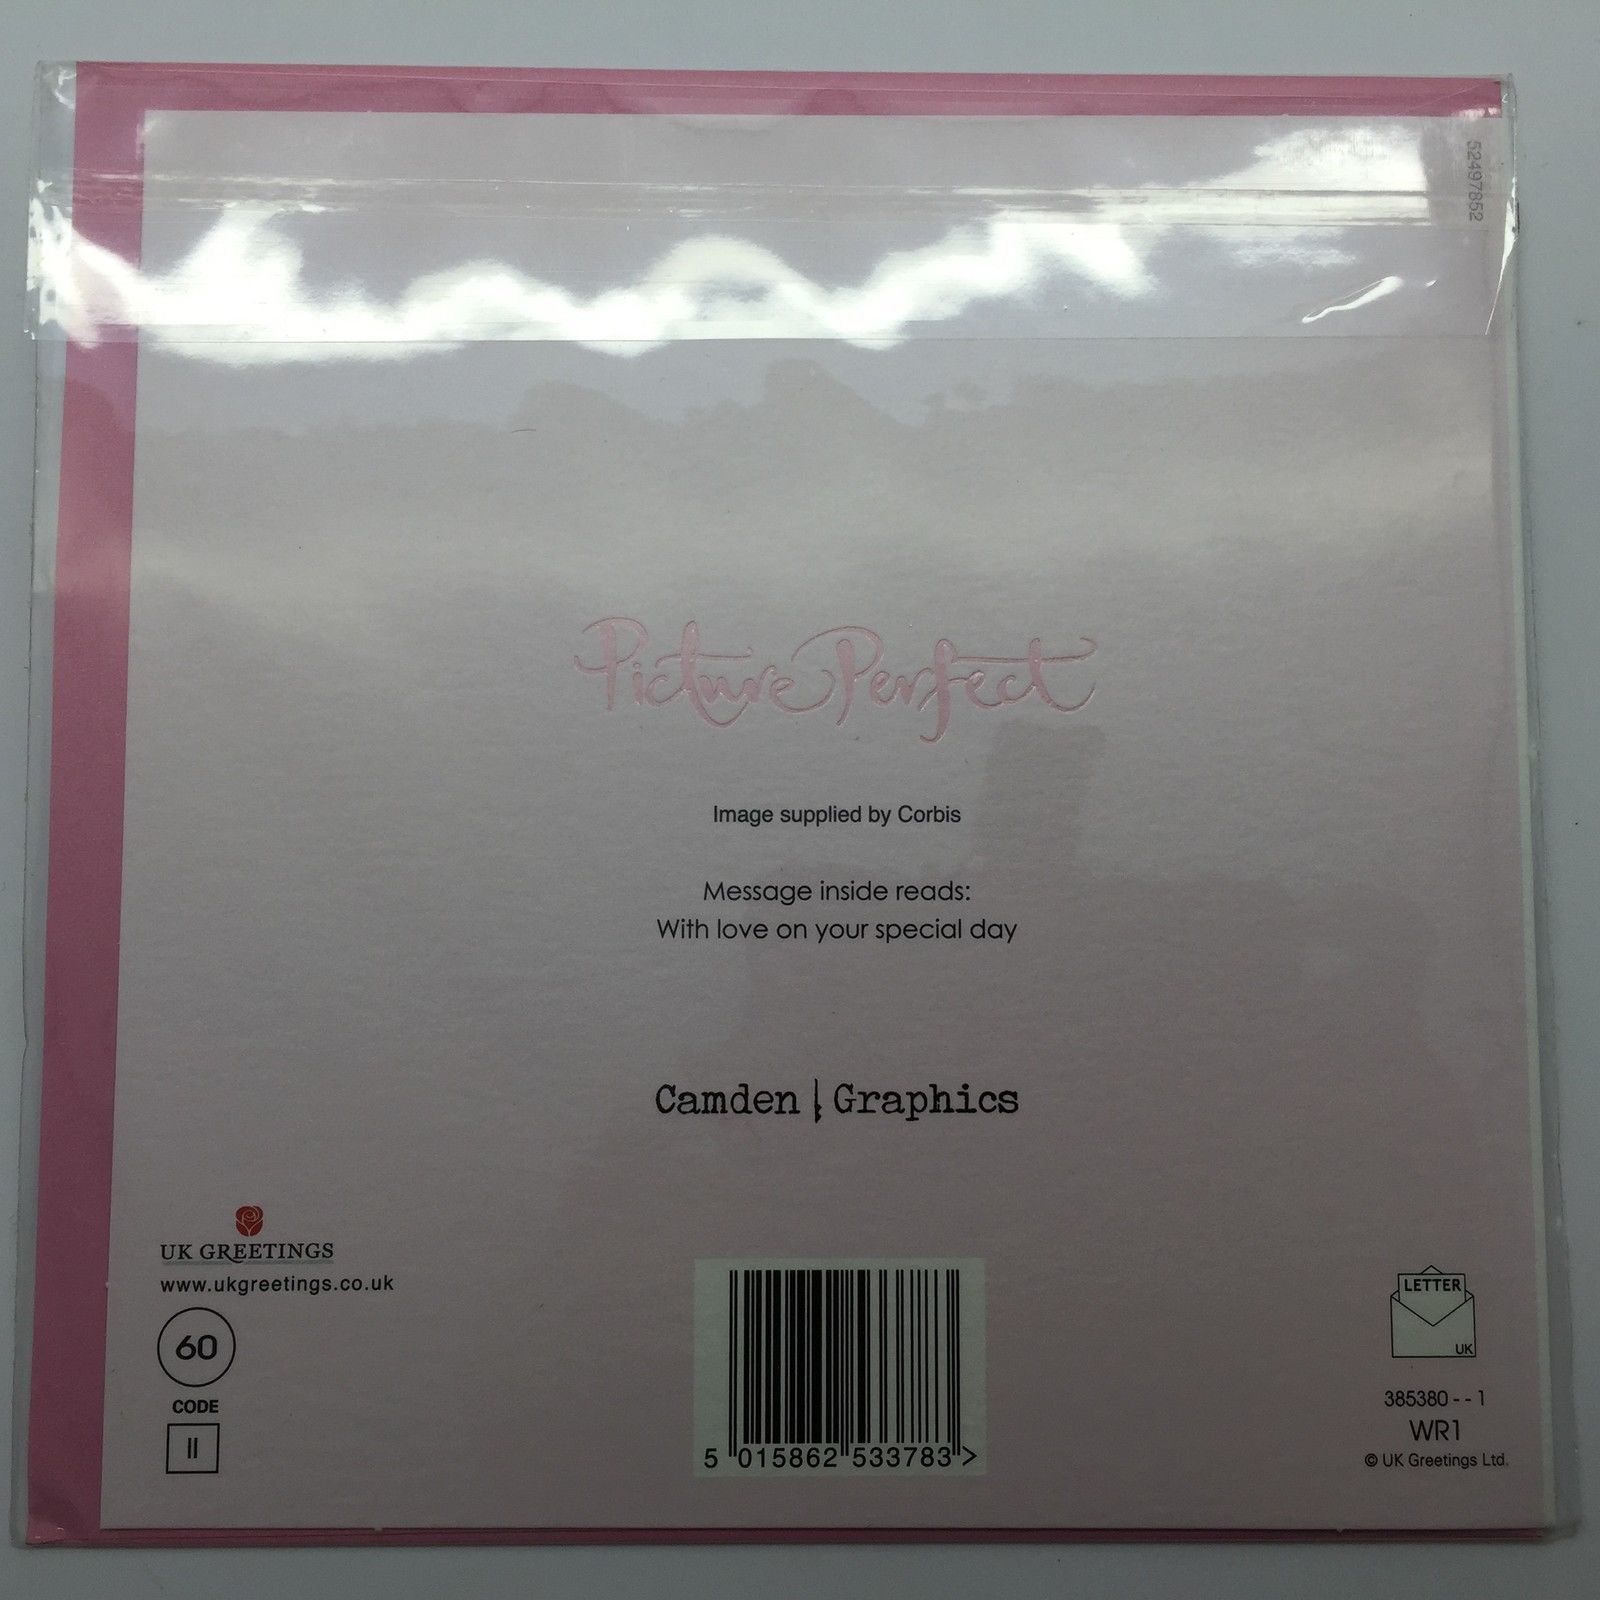 52497852
Picture Perfect
Image supplied by Corbis
Message inside reads:
With love on your special day
Camden | Graphics
UK GREETINGS
www.ukgreetings.co.uk
60
CODE
II
5 015862 533783 >
LETTER
UK
385380 - - 1
WR1
© UK Greetings Ltd.